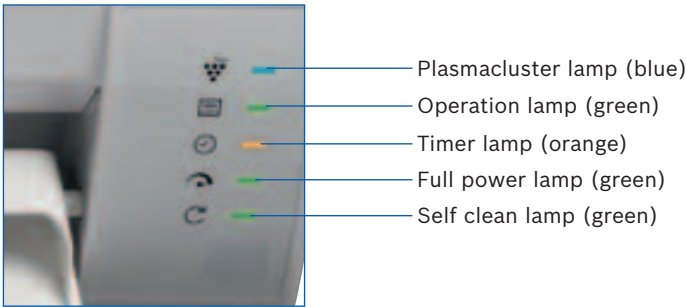 Plasmacluster lamp (blue)
Operation lamp (green)
Timer lamp (orange)
Full power lamp (green)
Self clean lamp (green)